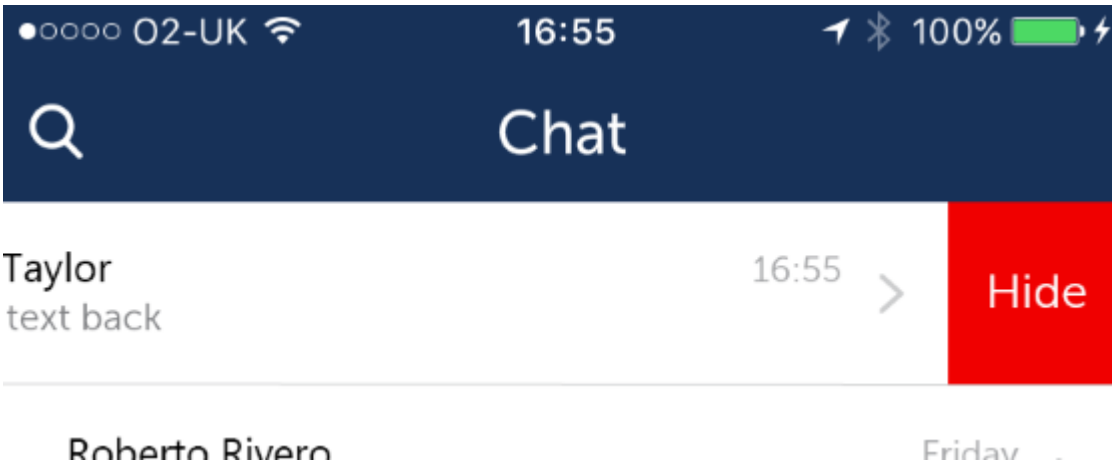 O2-UK 16:55 100%
Chat
Taylor 16:55
text back
Hide
Roberto Rivero Friday